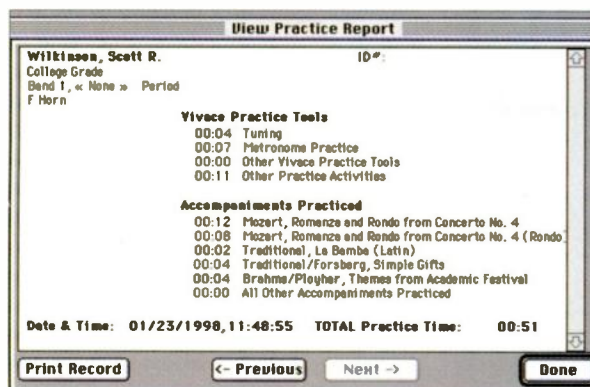 View Practice Report
Wilkinson, Scott R. ID#:
College Grade
Band 1, « None » Period
F Horn
Vivace Practice Tools
00:04 Tuning
00:07 Metronome Practice
00:00 Other Vivace Practice Tools
00:11 Other Practice Activities
Accompaniments Practiced
00:12 Mozart, Romanze and Rondo from Concerto No. 4
00:08 Mozart, Romanze and Rondo from Concerto No. 4 (Rondo
00:02 Traditional, La Bamba (Latin)
00:04 Traditional/Forsberg, Simple Gifts
00:04 Brahms/Ployhar, Themes from Academic Festival
00:00 All Other Accompaniments Practiced
Date & Time: 01/23/1998, 11:48:55 TOTAL Practice Time: 00:51
Print Record <- Previous Next -> Done